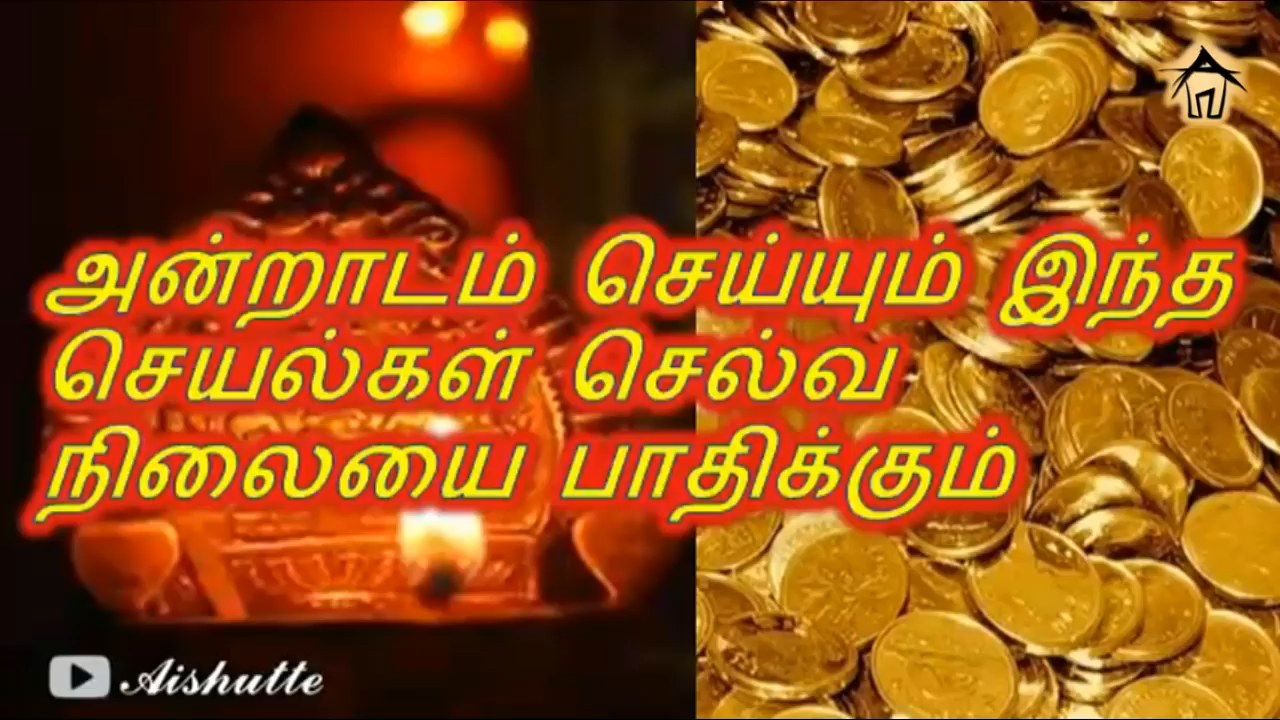 அன்றாடம் செய்யும் இந்த
செயல்கள் செல்வ
நிலையை பாதிக்கும்
Aishutte